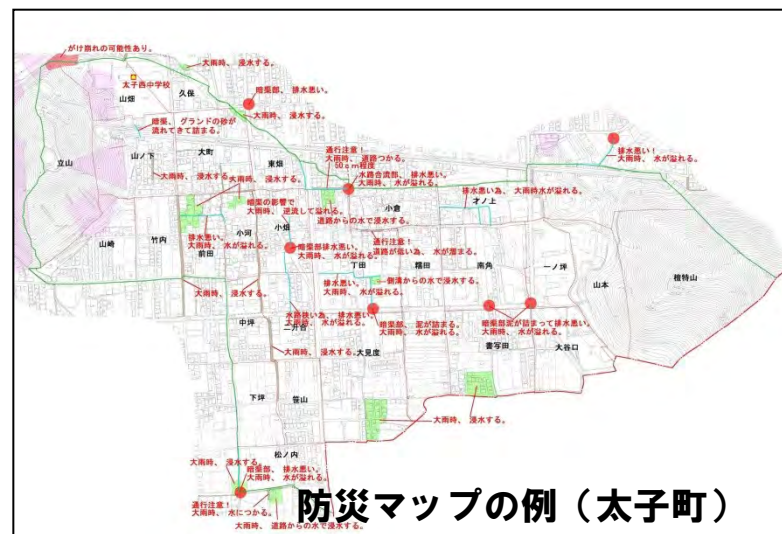 がけ崩れの可能性あり。
大雨時、 浸水する。
太子西中学校
久保
山畑
暗渠部、 排水悪い。
大雨時、 浸水する。
暗渠、 グランドの砂が
流れてきて詰まる。
排水悪い！
大雨時、 水が溢れる。
通行注意！
大雨時、 道路つかる。
50cm程度
立山
山ノ下
大町
東畑
水路合流部、 排水悪い。
大雨時、 水が溢れる。
大雨時、 浸水する。
大雨時、 浸水する。
排水悪い為、 大雨時水が溢れる。
才ノ上
小倉
暗渠の影響で
大雨時、 逆流して溢れる。
道路からの水で浸水する。
小畑
小河
竹内
山崎
排水悪い。
大雨時、 水が溢れる。
前田
通行注意！
道路が低い為、 水が溜まる。
暗渠部排水悪い。
大雨時、 水が溢れる。
丁田
糯田
南角
一ノ坪
山本
檀特山
大雨時、 浸水する。
排水悪い。
大雨時、 水が溢れる。
側溝からの水で浸水する。
水路狭い為、 排水悪い。
大雨時、 水が溢れる。
中坪
暗渠部、 泥が詰まる。
大雨時、 水が溢れる。
暗渠部泥が詰まって排水悪い。
大雨時、 水が溢れる。
大雨時、 浸水する。
大見度
書写田
大谷口
下坪
笹山
大雨時、 浸水する。
松ノ内
大雨時、 浸水する。
暗渠部、 排水悪い。
大雨時、 水が溢れる。
通行注意！
大雨時、 水につかる。
大雨時、 道路からの水で浸水する。
防災マップの例（太子町）